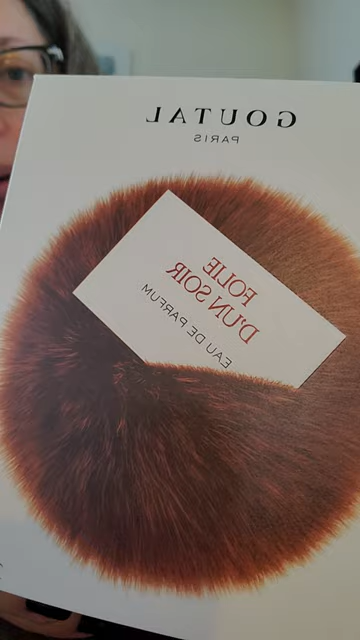 GOUTAL
PARIS
FOLIE
D'UN SOIR
EAU DE PARFUM